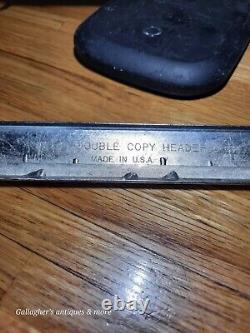 DOUBLE COPY HEADER
MADE IN U.S.A.
Gallagher's antiques & more